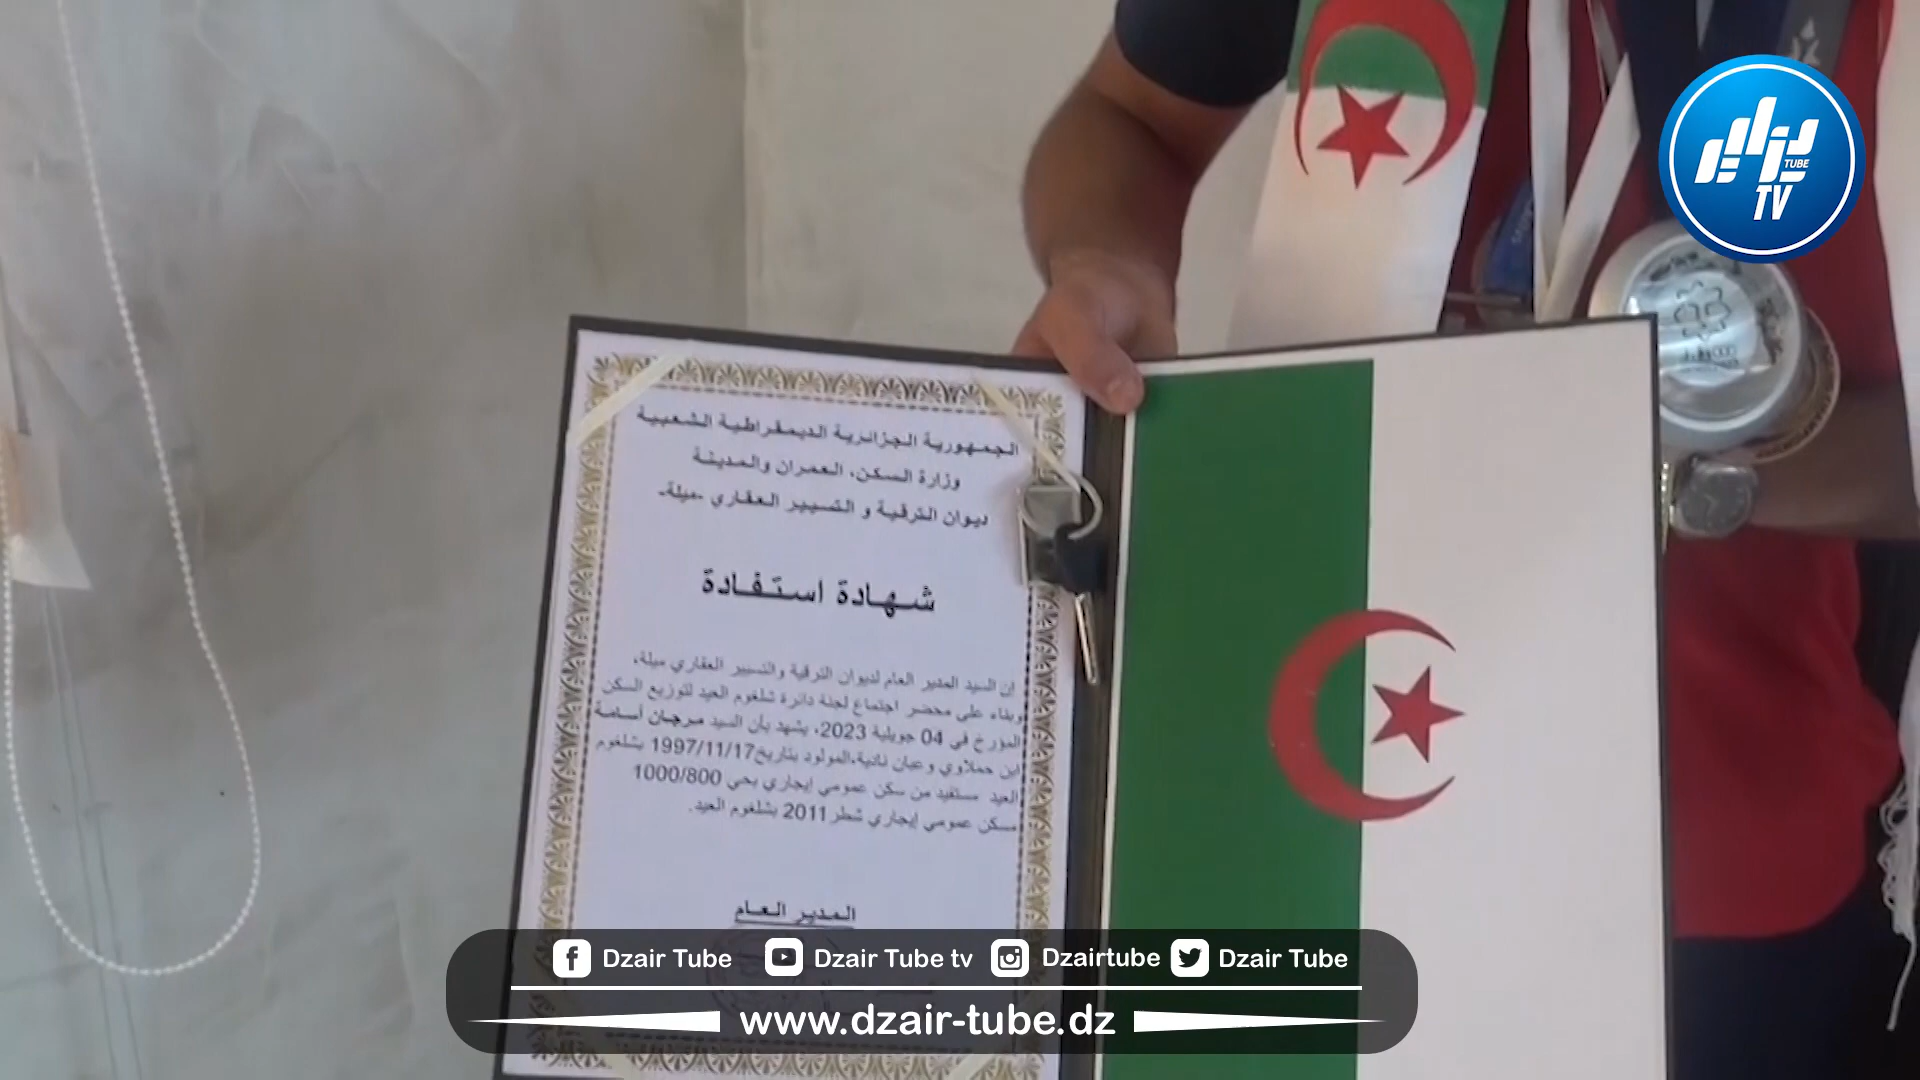 TUBE
TV
الجمهورية الجزائرية الديمقراطية الشعبية
وزارة السكن، العمران والمدينة
ديوان الترقية و التسيير العقاري -ميلة-
شهادة استفادة
إن السيد المدير العام لديوان الترقية والتسيير العقاري ميلة،
وبناء على محضر اجتماع لجنة دائرة شلغوم العيد لتوزيع السكن
المؤرخ في 04 جويلية 2023، يشهد بأن السيد مرجان أسامة
ابن حملاوي وعبان نادية،المولود بتاريخ1997/11/17 بشلغوم
العيد مستفيد من سكن عمومي إيجاري بحي 1000/800
مسكن عمومي إيجاري شطر 2011 بشلغوم العيد.
المدير العام
Dzair Tube Dzair Tube tv Dzairtube Dzair Tube
www.dzair-tube.dz